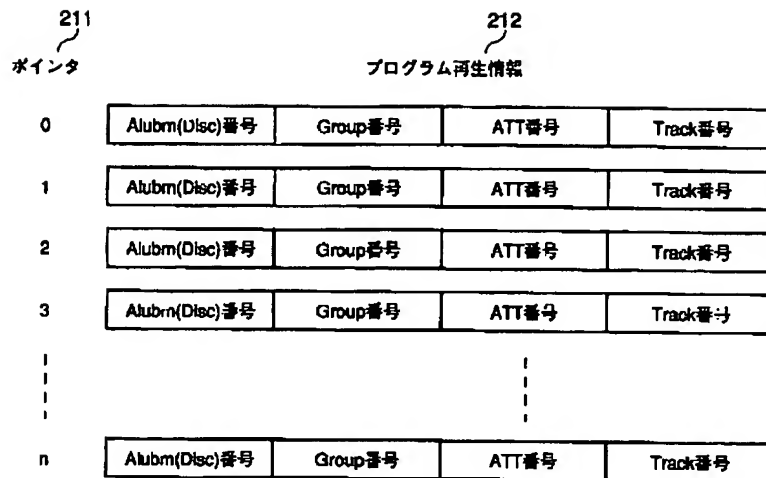 211 212
ポインタ プログラム再生情報
0 Alubm(Disc)番号 Group番号 ATT番号 Track番号
1 Alubm(Disc)番号 Group番号 ATT番号 Track番号
2 Alubm(Disc)番号 Group番号 ATT番号 Track番号
3 Alubm(Disc)番号 Group番号 ATT番号 Track番号
n Alubm(Disc)番号 Group番号 ATT番号 Track番号